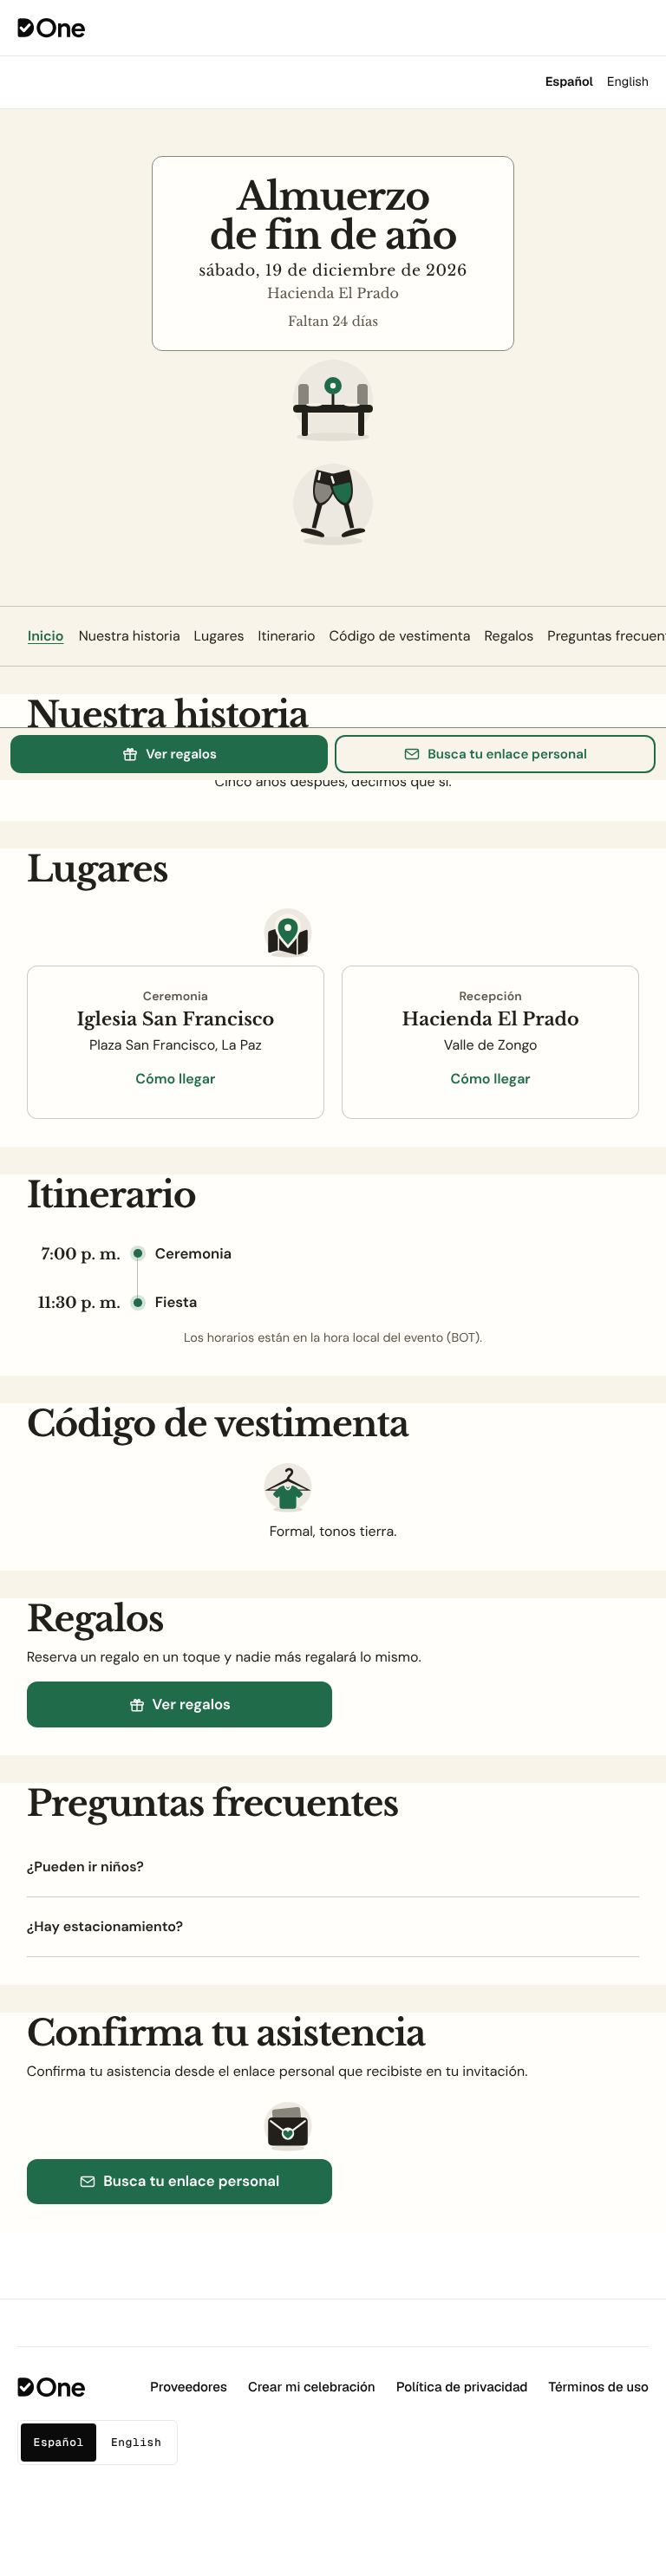 One
Español English
Almuerzo
de fin de año
sábado, 19 de diciembre de 2026
Hacienda El Prado
Faltan 24 días
Inicio Nuestra historia Lugares Itinerario Código de vestimenta Regalos Preguntas
Nuestra historia
Ver regalos Busca tu enlace personal
Cinco años después, decimos que sí.
Lugares
Ceremonia
Iglesia San Francisco
Plaza San Francisco, La Paz
Cómo llegar
Recepción
Hacienda El Prado
Valle de Zongo
Cómo llegar
Itinerario
7:00 p. m. Ceremonia
11:30 p. m. Fiesta
Los horarios están en la hora local del evento (BOT).
Código de vestimenta
Formal, tonos tierra.
Regalos
Reserva un regalo en un toque y nadie más regalará lo mismo.
Ver regalos
Preguntas frecuentes
¿Pueden ir niños?
¿Hay estacionamiento?
Confirma tu asistencia
Confirma tu asistencia desde el enlace personal que recibiste en tu invitación.
Busca tu enlace personal
One Proveedores Crear mi celebración Política de privacidad Términos de uso
Español English